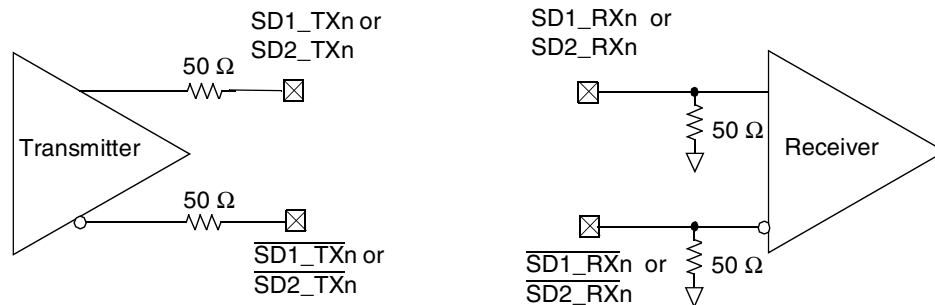 SD1_TXn or
SD2_TXn
50 Ω
Transmitter
50 Ω
SD1_TXn or
SD2_TXn
SD1_RXn or
SD2_RXn
50 Ω
Receiver
SD1_RXn or
SD2_RXn
50 Ω